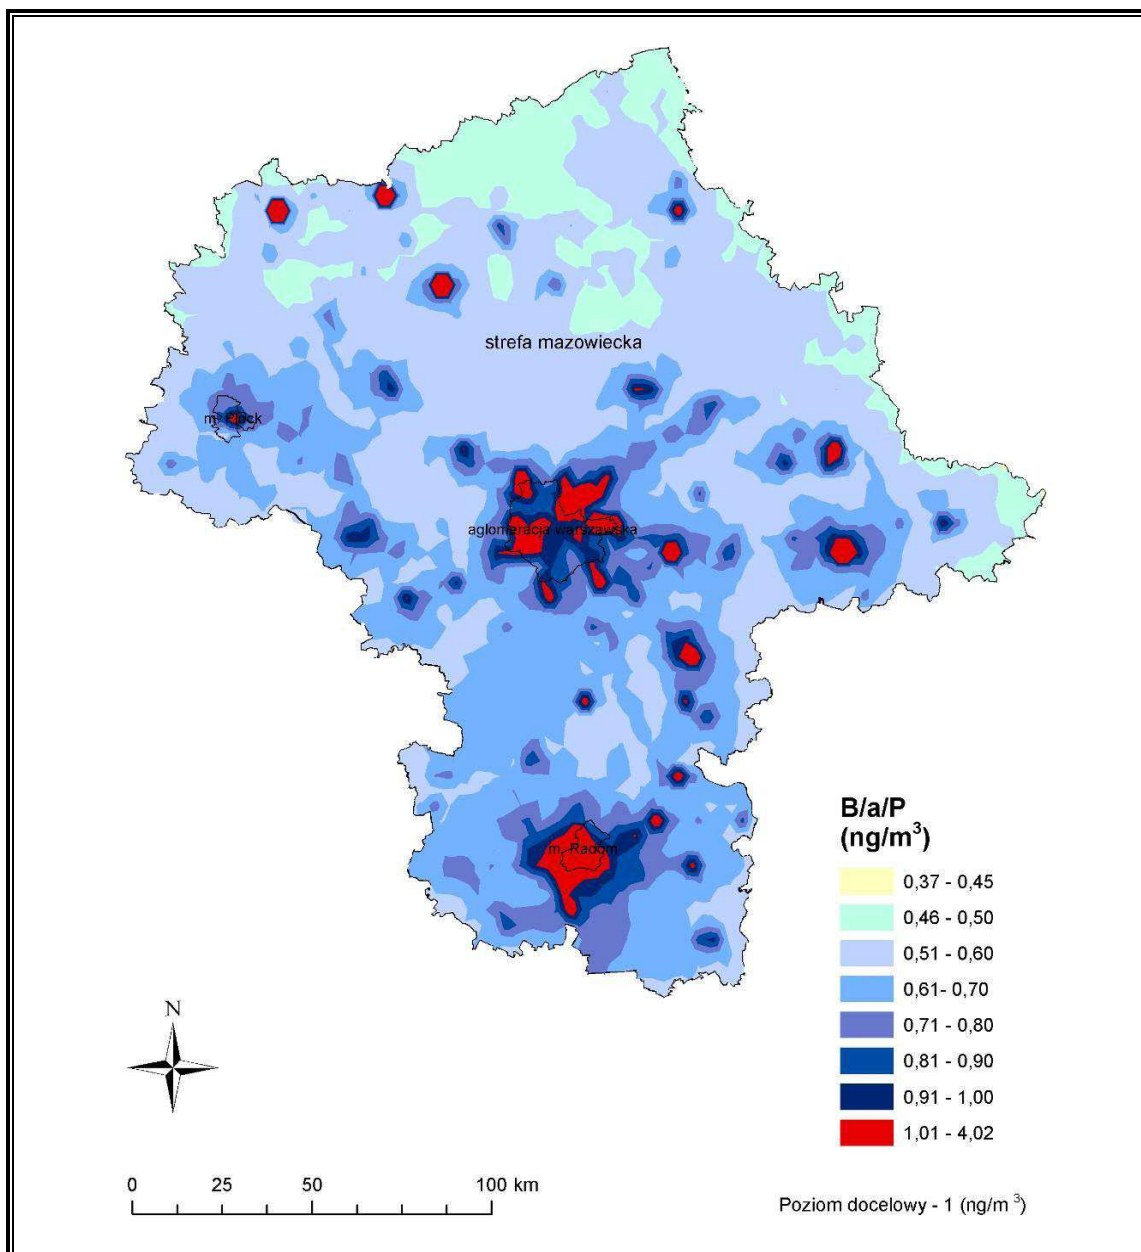 strefa mazowiecka
m. Płock
aglomeracja warszawska
m. Radom
B/a/P
(ng/m³)
0,37 - 0,45
0,46 - 0,50
0,51 - 0,60
0,61- 0,70
0,71 - 0,80
0,81 - 0,90
0,91 - 1,00
1,01 - 4,02
N
0 25 50 100 km
Poziom docelowy - 1 (ng/m ³)